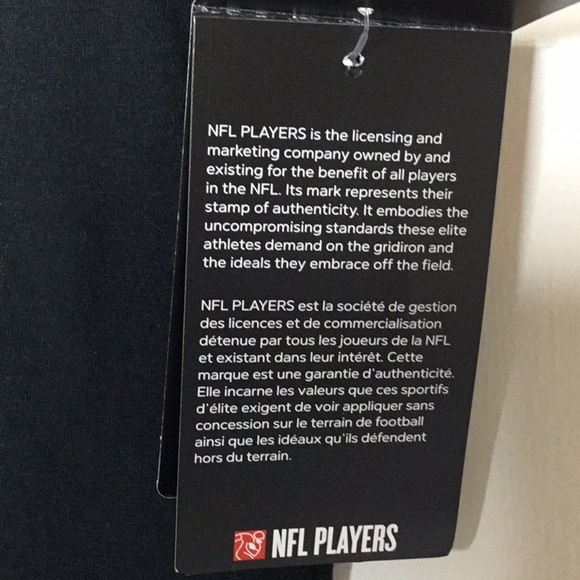 NFL PLAYERS is the licensing and
marketing company owned by and
existing for the benefit of all players
in the NFL. Its mark represents their
stamp of authenticity. It embodies the
uncompromising standards these elite
athletes demand on the gridiron and
the ideals they embrace off the field.
NFL PLAYERS est la société de gestion
des licences et de commercialisation
détenue par tous les joueurs de la NFL
et existant dans leur intérêt. Cette
marque est une garantie d'authenticité.
Elle incarne les valeurs que ces sportifs
d'élite exigent de voir appliquer sans
concession sur le terrain de football
ainsi que les idéaux qu'ils défendent
hors du terrain.
NFL PLAYERS